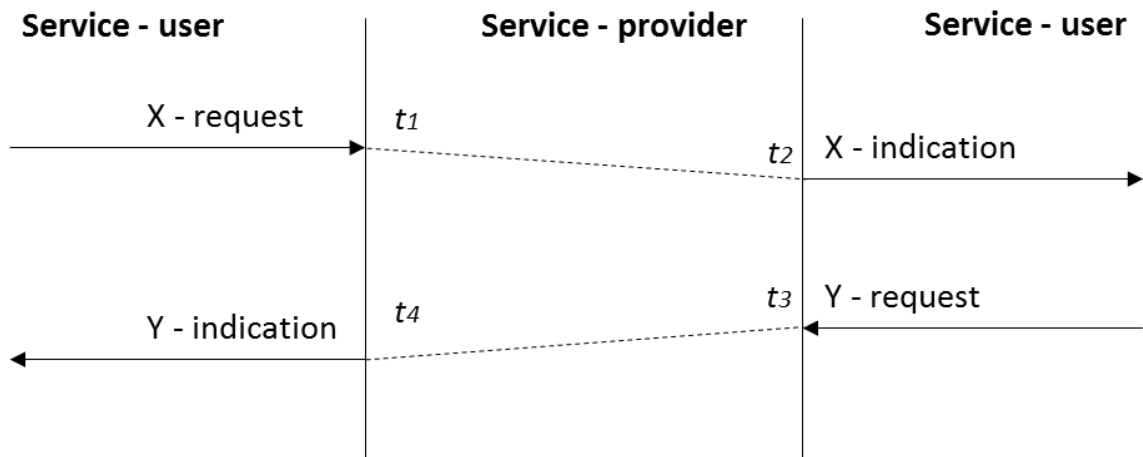 Service - user
Service - provider
Service - user
X - request
t1
t2
X - indication
Y - indication
t4
t3
Y - request